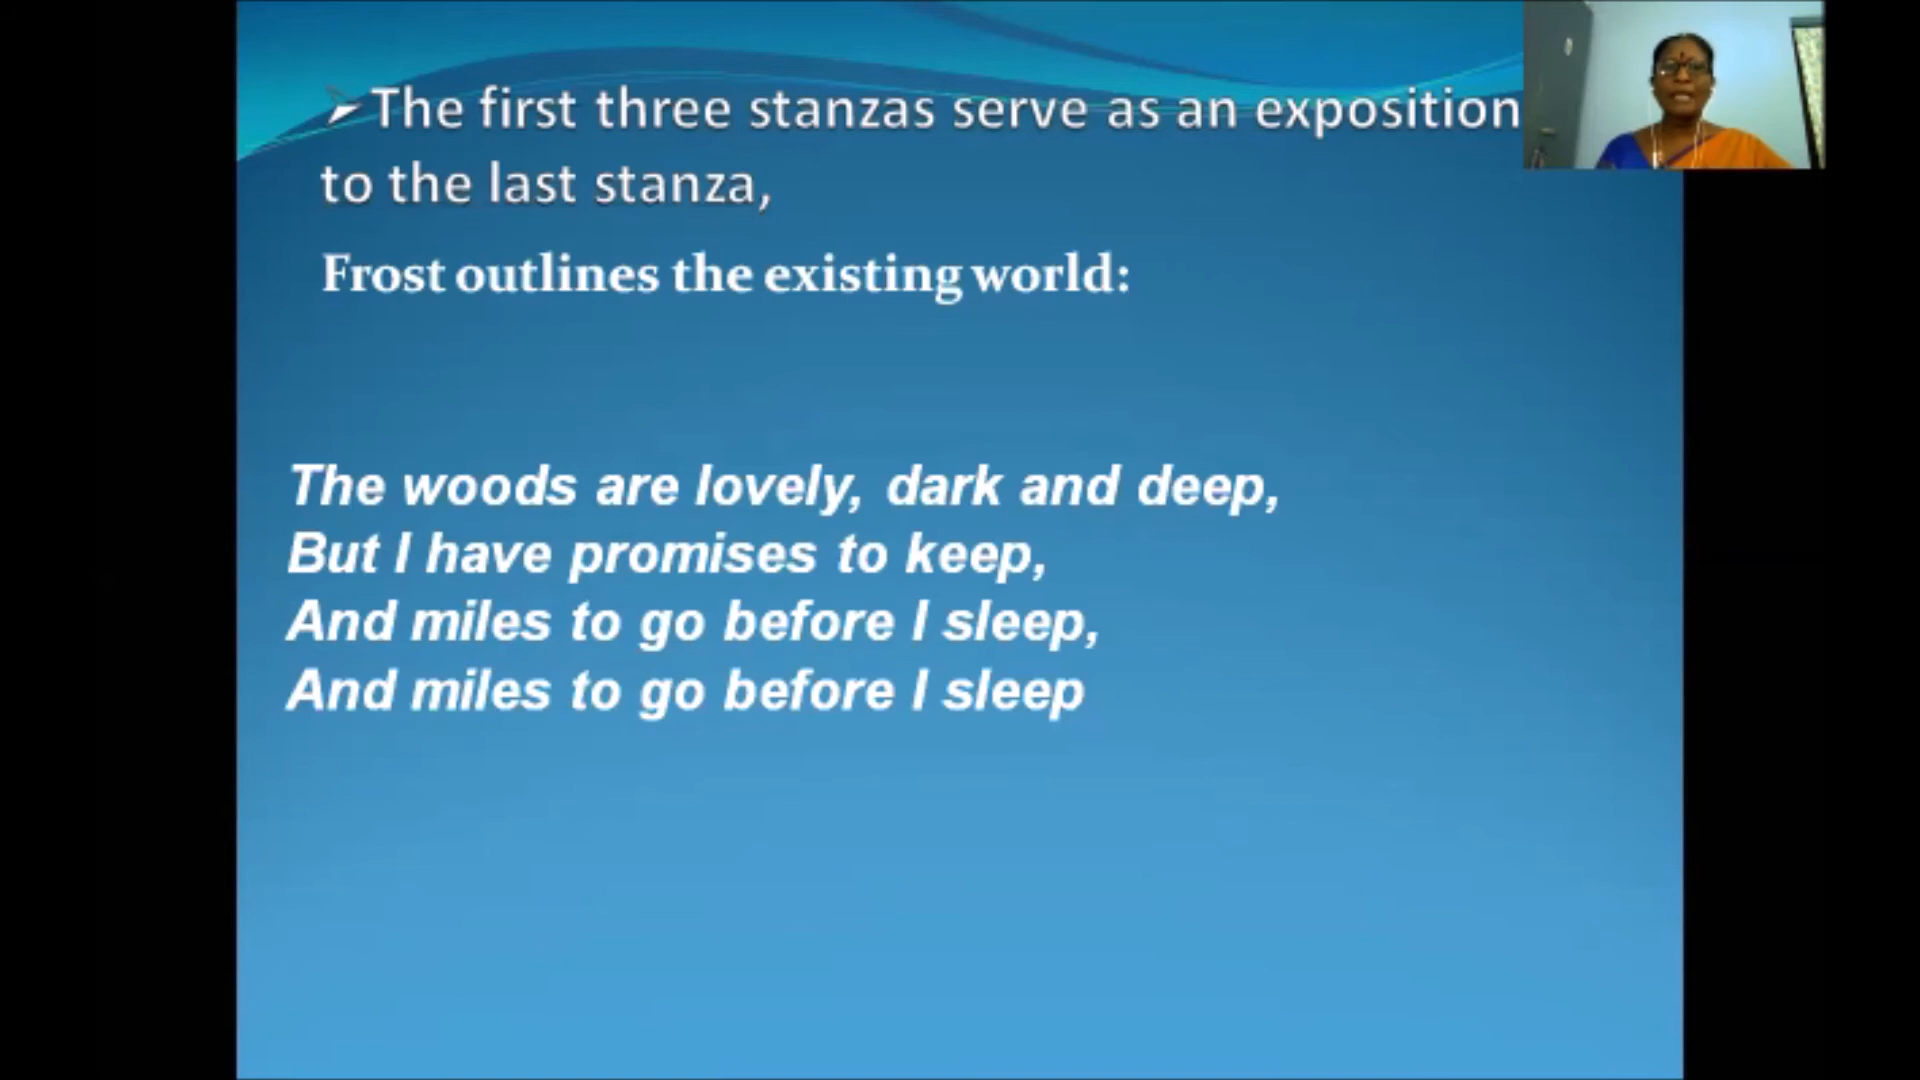 The first three stanzas serve as an exposition
to the last stanza,
Frost outlines the existing world:
The woods are lovely, dark and deep,
But I have promises to keep,
And miles to go before I sleep,
And miles to go before I sleep